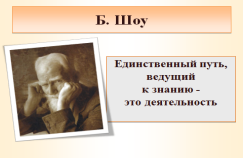 Б. Шоу
Единственный путь,
ведущий
к знанию -
это деятельность